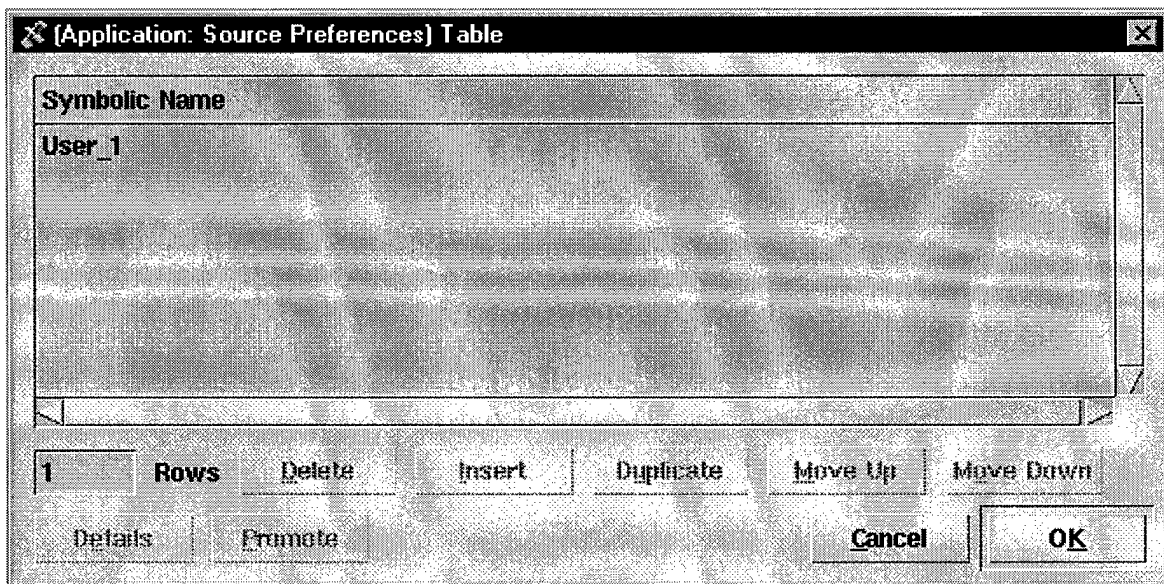 (Application: Source Preferences) Table
Symbolic Name
User_1
1 Rows Delete Insert Duplicate Move Up Move Down
Details Promote Cancel OK